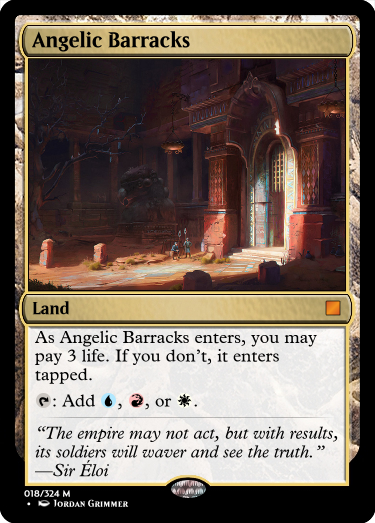 Angelic Barracks
Land
As Angelic Barracks enters, you may
pay 3 life. If you don't, it enters
tapped.
: Add , , or .
“The empire may not act, but with results,
its soldiers will waver and see the truth.”
—Sir Éloi
018/324 M
• Jordan Grimmer